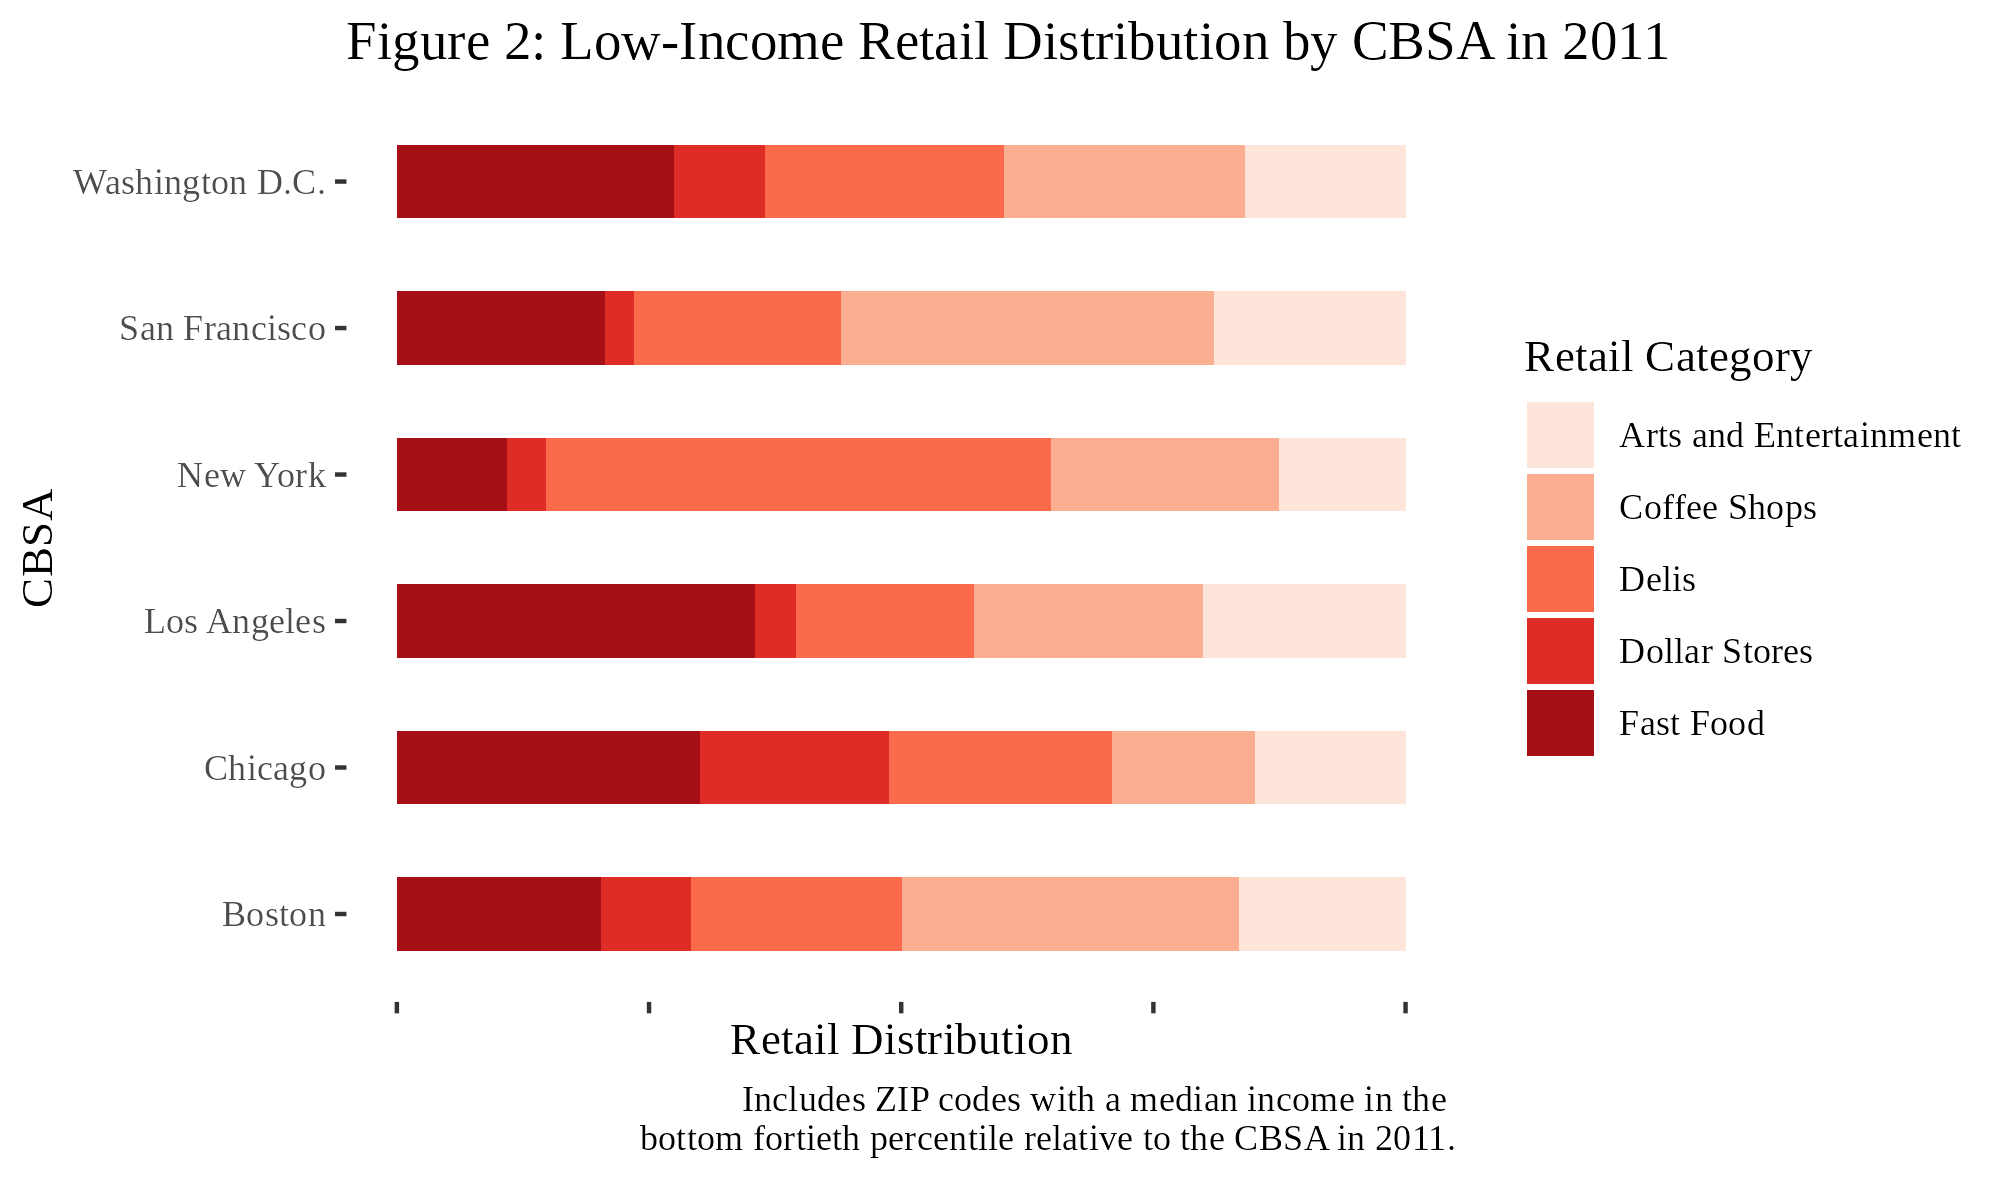 Figure 2: Low-Income Retail Distribution by CBSA in 2011
CBSA
Washington D.C.
San Francisco
New York
Los Angeles
Chicago
Boston
Retail Distribution
Retail Category
Arts and Entertainment
Coffee Shops
Delis
Dollar Stores
Fast Food
Includes ZIP codes with a median income in the
bottom fortieth percentile relative to the CBSA in 2011.